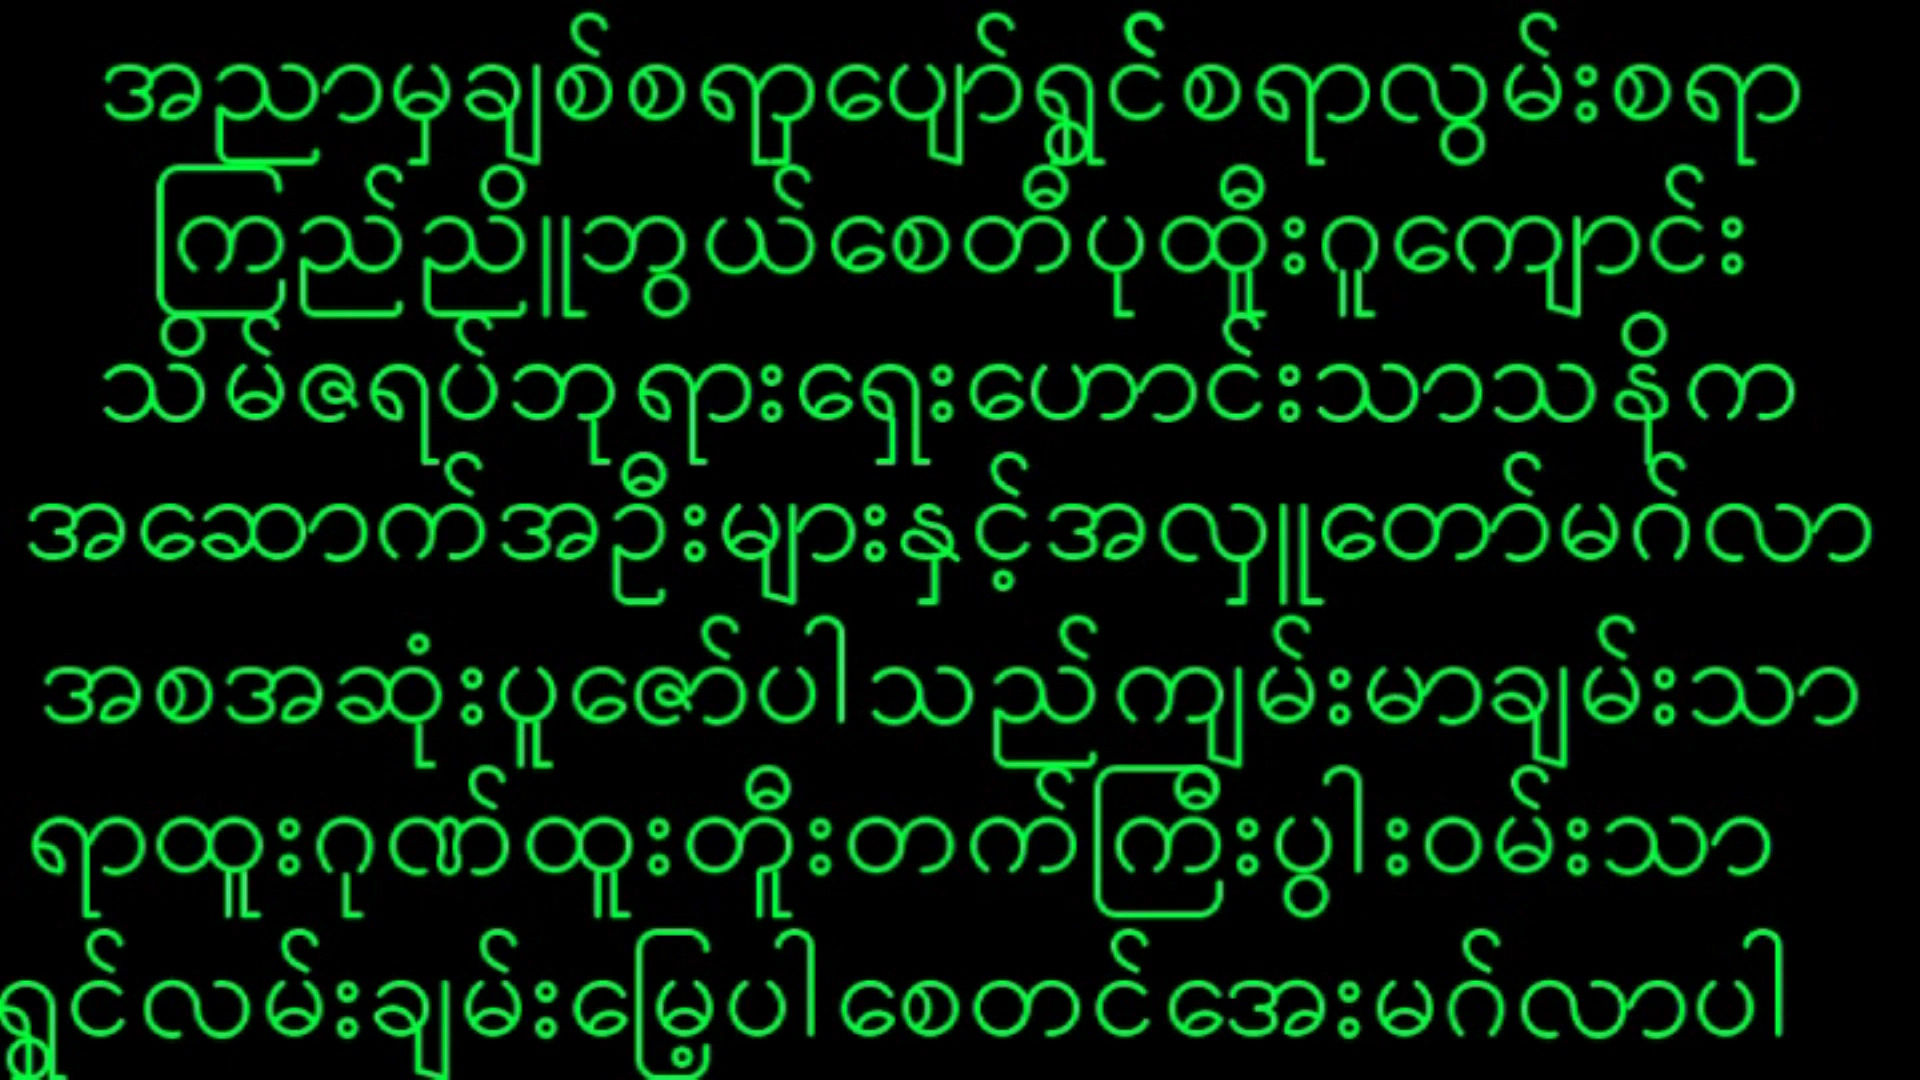 အညာမှချစ်စရာ့ပျော်ရွှင်စရာလွမ်းစရာ
ကြည်ညိုူဘွယ်စေတီပုထိူးဂူကျောင်း
သိမ်ဇရပ်ဘုရားရှေးဟောင်းသာသနိုက
အဆောက်အဦးများနှင့်အလှူတော်မဂ်လာ
အစအဆုံးပူဇော်ပါသည်ကျမ်းမာချမ်းသာ
ရာထူးဂုဏ်ထူးတိူးတက်ကြီးပွါးဝမ်းသာ
ရွှင်လမ်းချမ်းမြေ့ပါစေတင်အေးမဂ်လာပါ